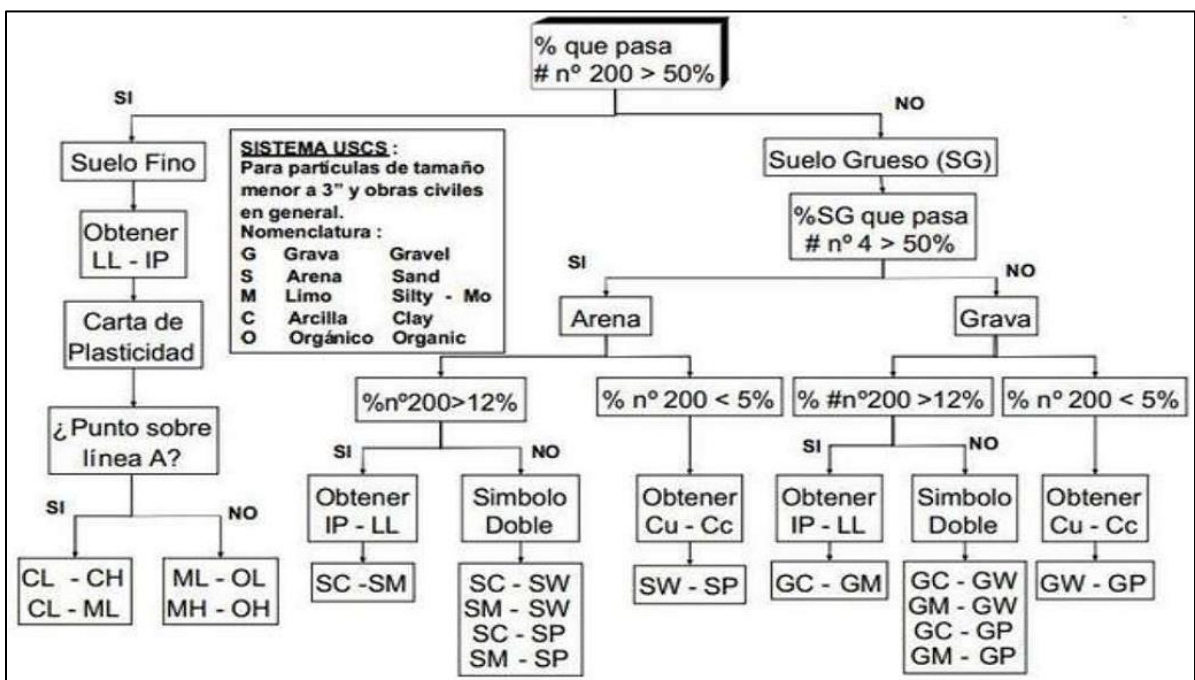 % que pasa
# nº 200 > 50%
SI
NO
Suelo Fino
Obtener
LL - IP
Carta de
Plasticidad
¿Punto sobre
línea A?
SI
NO
CL - CH
CL - ML
ML - OL
MH - OH
SISTEMA USCS :
Para partículas de tamaño
menor a 3" y obras civiles
en general.
Nomenclatura :
G Grava Gravel
S Arena Sand
M Limo Silty - Mo
C Arcilla Clay
O Orgánico Organic
Suelo Grueso (SG)
%SG que pasa
# nº 4 > 50%
SI
NO
Arena
Grava
%nº200>12%
% nº 200 < 5%
% #nº200 >12%
% nº 200 < 5%
SI
NO
SI
NO
Obtener
IP - LL
Simbolo
Doble
Obtener
Cu - Cc
Obtener
IP - LL
Simbolo
Doble
Obtener
Cu - Cc
SC -SM
SC - SW
SM - SW
SC - SP
SM - SP
SW - SP
GC - GM
GC - GW
GM - GW
GC - GP
GM - GP
GW - GP